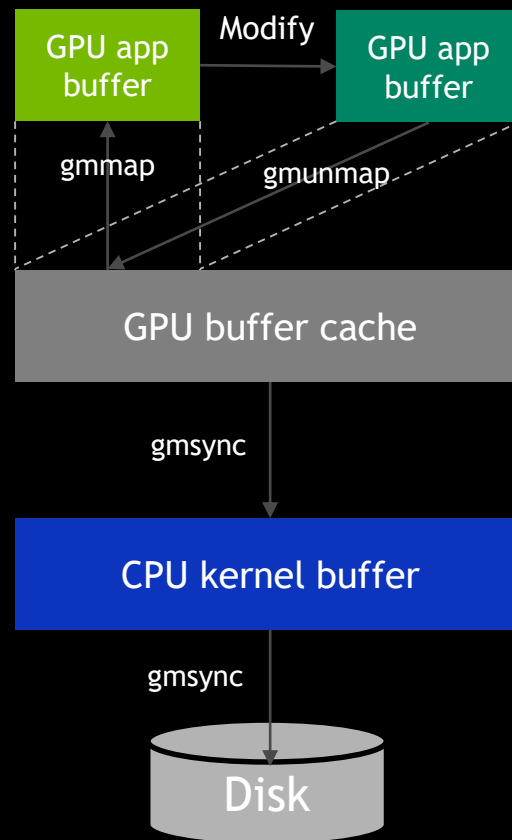 GPU app
buffer
Modify
GPU app
buffer
gmmap
gmunmap
GPU buffer cache
gmsync
CPU kernel buffer
gmsync
Disk